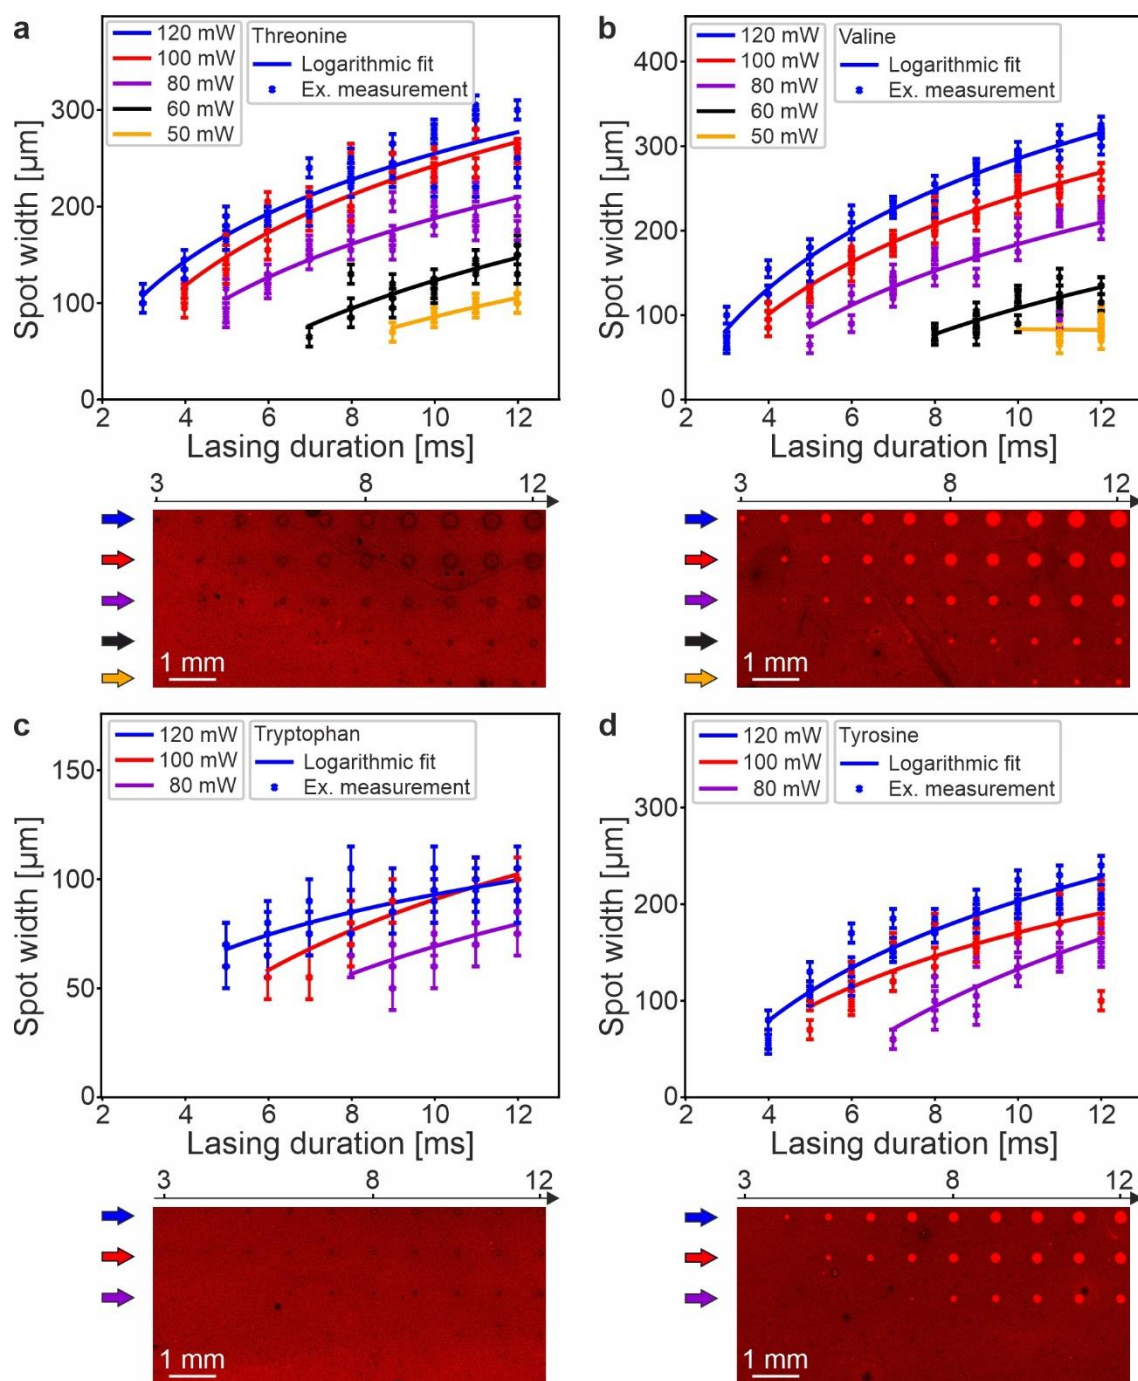 a
120 mW
100 mW
80 mW
60 mW
50 mW
Threonine
Logarithmic fit
Ex. measurement
Spot width [µm]
300
200
100
0
2 4 6 8 10 12
Lasing duration [ms]
3 8 12
1 mm
b
120 mW
100 mW
80 mW
60 mW
50 mW
Valine
Logarithmic fit
Ex. measurement
Spot width [µm]
400
300
200
100
0
2 4 6 8 10 12
Lasing duration [ms]
3 8 12
1 mm
c
120 mW
100 mW
80 mW
Tryptophan
Logarithmic fit
Ex. measurement
Spot width [µm]
150
100
50
0
2 4 6 8 10 12
Lasing duration [ms]
3 8 12
1 mm
d
120 mW
100 mW
80 mW
Tyrosine
Logarithmic fit
Ex. measurement
Spot width [µm]
300
200
100
0
2 4 6 8 10 12
Lasing duration [ms]
3 8 12
1 mm